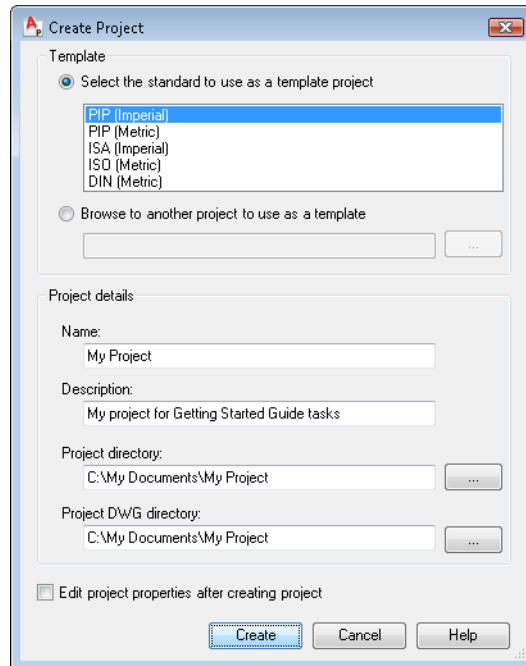 Create Project
Template
Select the standard to use as a template project
PIP (Imperial)
PIP (Metric)
ISA (Imperial)
ISO (Metric)
DIN (Metric)
Browse to another project to use as a template
...
Project details
Name:
My Project
Description:
My project for Getting Started Guide tasks
Project directory:
C:\My Documents\My Project
...
Project DWG directory:
C:\My Documents\My Project
...
Edit project properties after creating project
Create Cancel Help